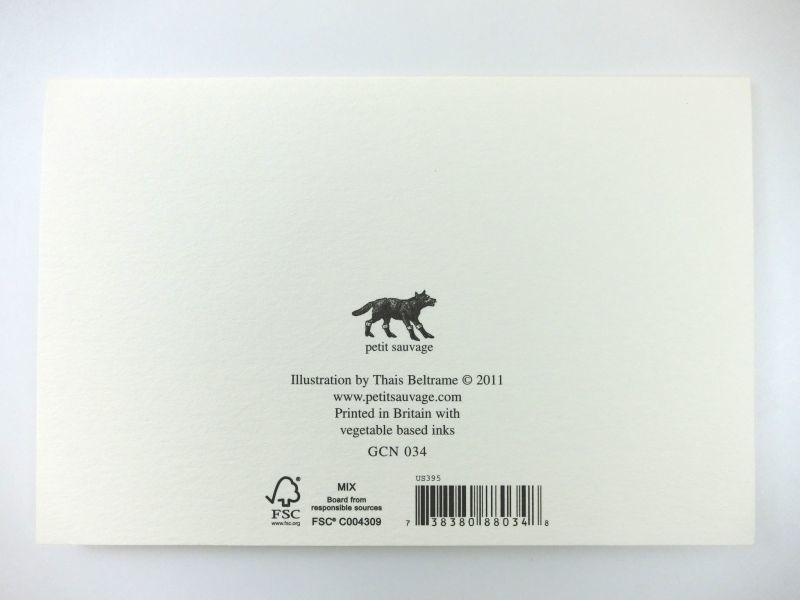 petit sauvage
Illustration by Thais Beltrame © 2011
www.petitsauvage.com
Printed in Britain with
vegetable based inks
GCN 034
FSC
www.fsc.org
MIX
Board from
responsible sources
FSC® C004309
US395
7 38380 88034 8